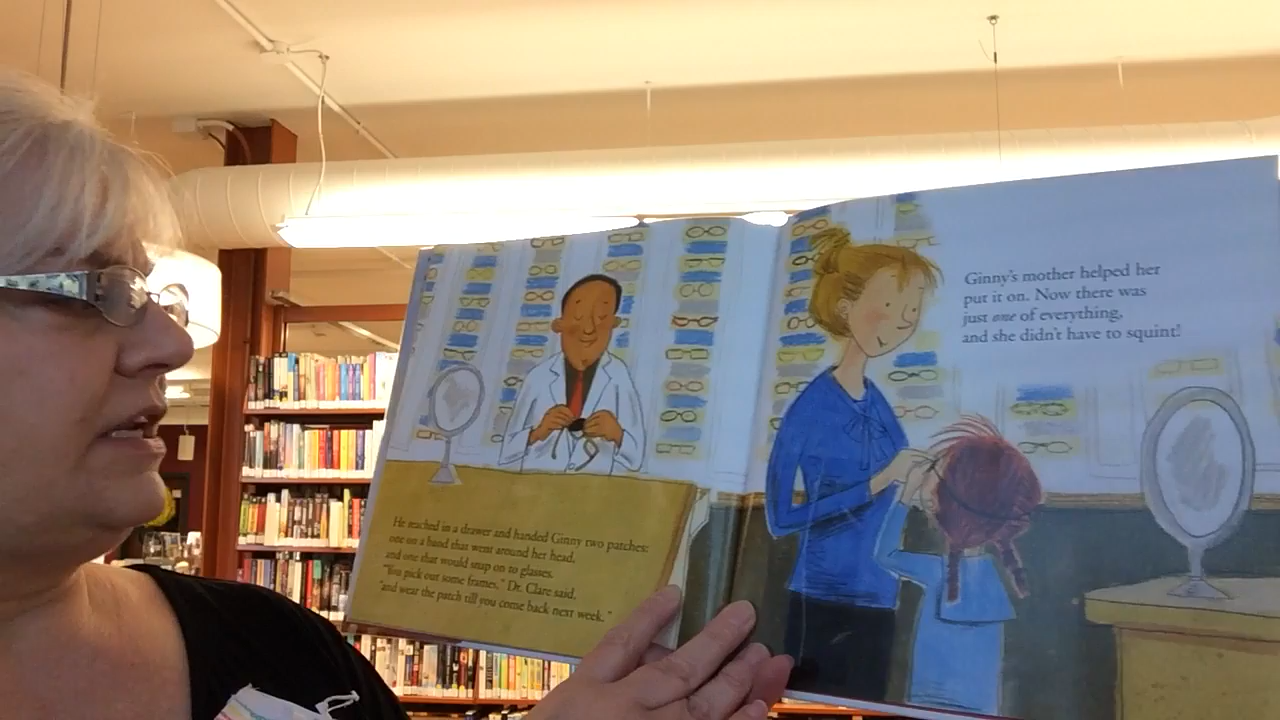 He reached in a drawer and handed Ginny two patches:
one on a band that went around her head,
and one that would snap on to glasses.
"You pick out some frames," Dr. Clare said,
"and wear the patch till you come back next week."
Ginny's mother helped her
put it on. Now there was
just one of everything,
and she didn't have to squint!